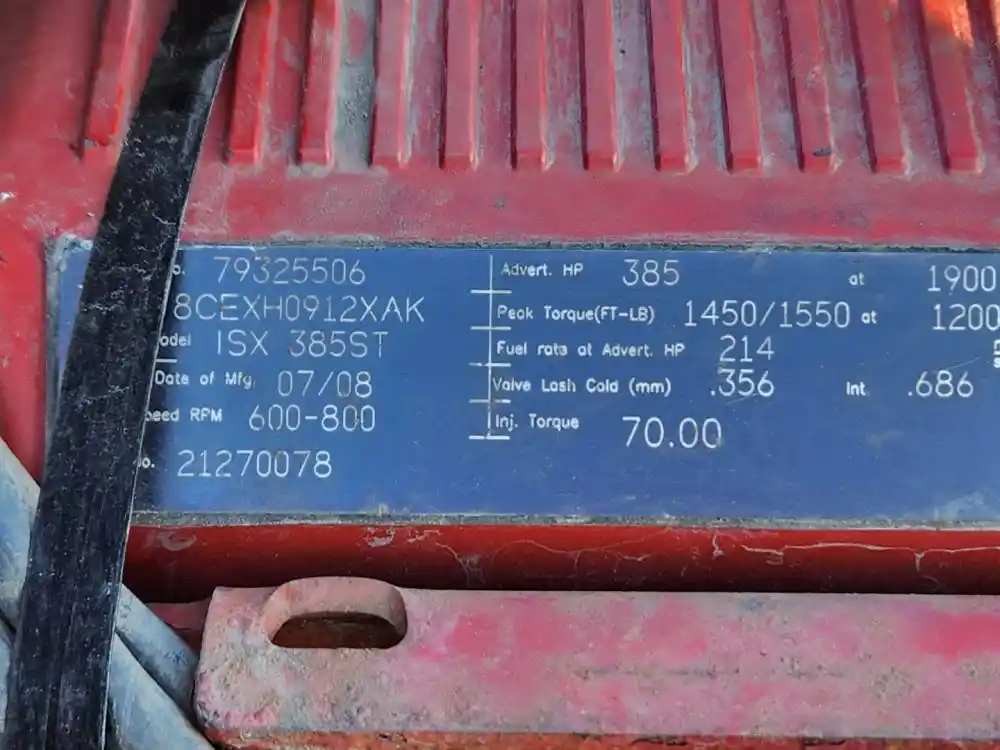 o. 79325506
8CEXH0912XAK
odel ISX 385ST
Date of Mfg. 07/08
eed RPM 600-800
o. 21270078
Advert. HP 385 at 1900
Peak Torque(FT-LB) 1450/1550 at 1200
Fuel rate at Advert. HP 214
Valve Lash Cold (mm) .356 Int .686
Inj. Torque 70.00